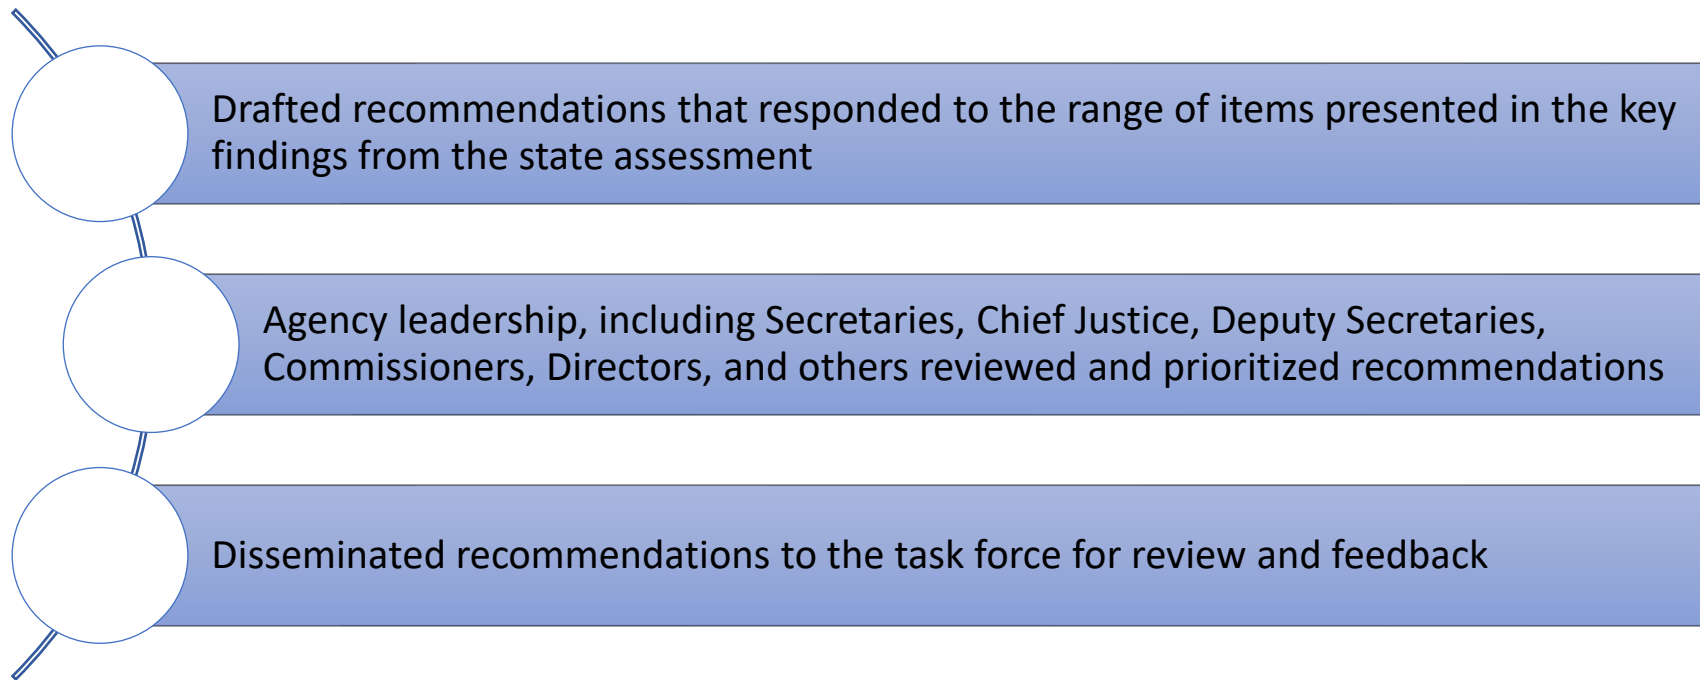 Drafted recommendations that responded to the range of items presented in the key
findings from the state assessment
Agency leadership, including Secretaries, Chief Justice, Deputy Secretaries,
Commissioners, Directors, and others reviewed and prioritized recommendations
Disseminated recommendations to the task force for review and feedback